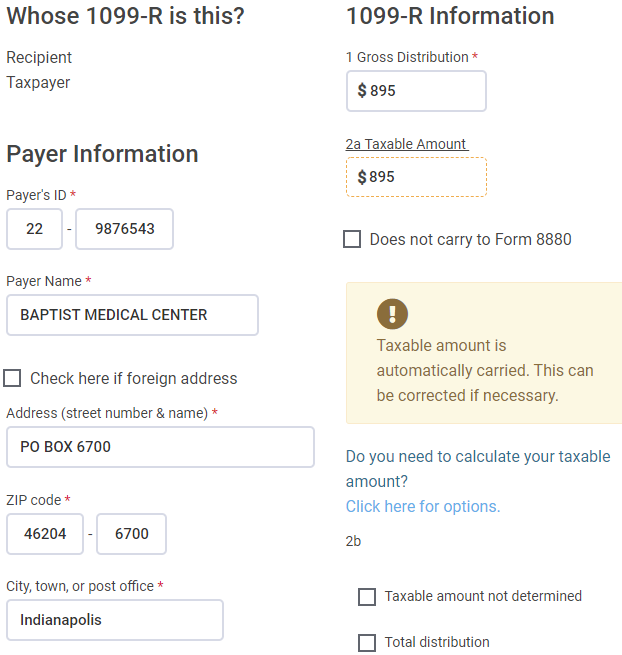 Whose 1099-R is this?
Recipient
Taxpayer
Payer Information
Payer's ID *
22 - 9876543
Payer Name *
BAPTIST MEDICAL CENTER
Check here if foreign address
Address (street number & name) *
PO BOX 6700
ZIP code *
46204 - 6700
City, town, or post office *
Indianapolis
1099-R Information
1 Gross Distribution *
$ 895
2a Taxable Amount
$ 895
Does not carry to Form 8880
!
Taxable amount is
automatically carried. This can
be corrected if necessary.
Do you need to calculate your taxable
amount?
Click here for options.
2b
Taxable amount not determined
Total distribution